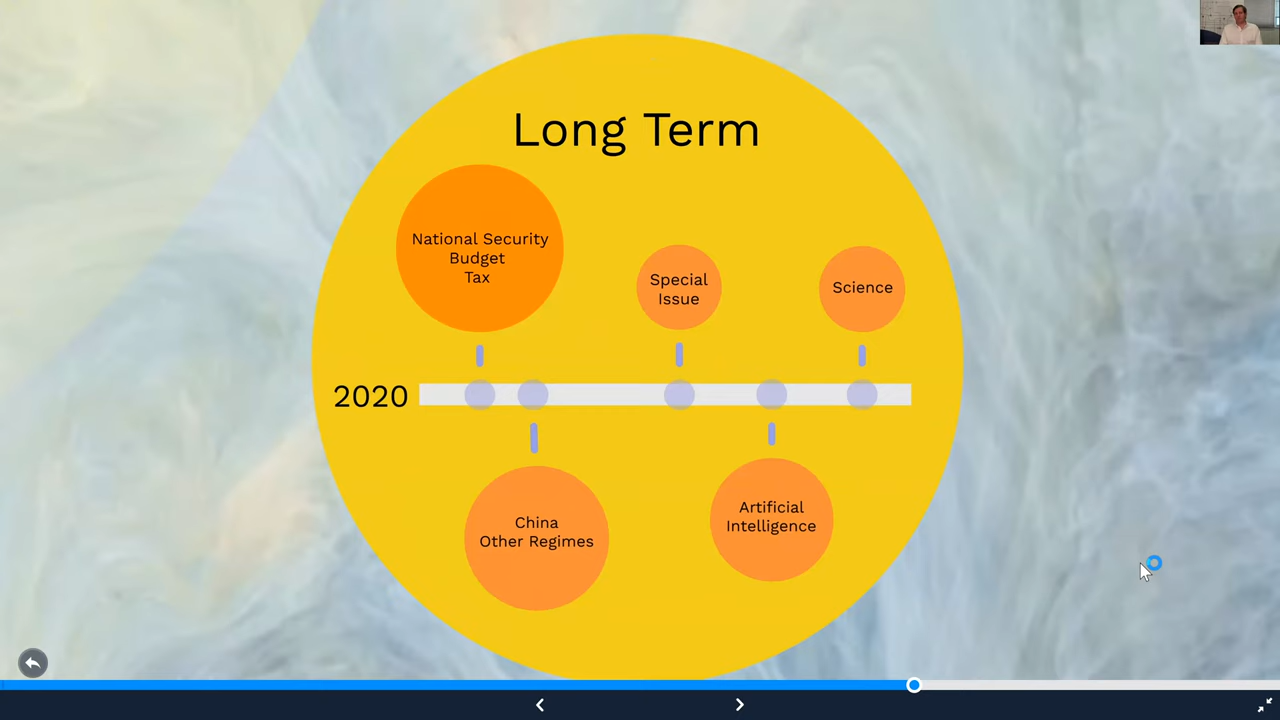 Long Term
National Security
Budget
Tax
Special
Issue
Science
2020
China
Other Regimes
Artificial
Intelligence